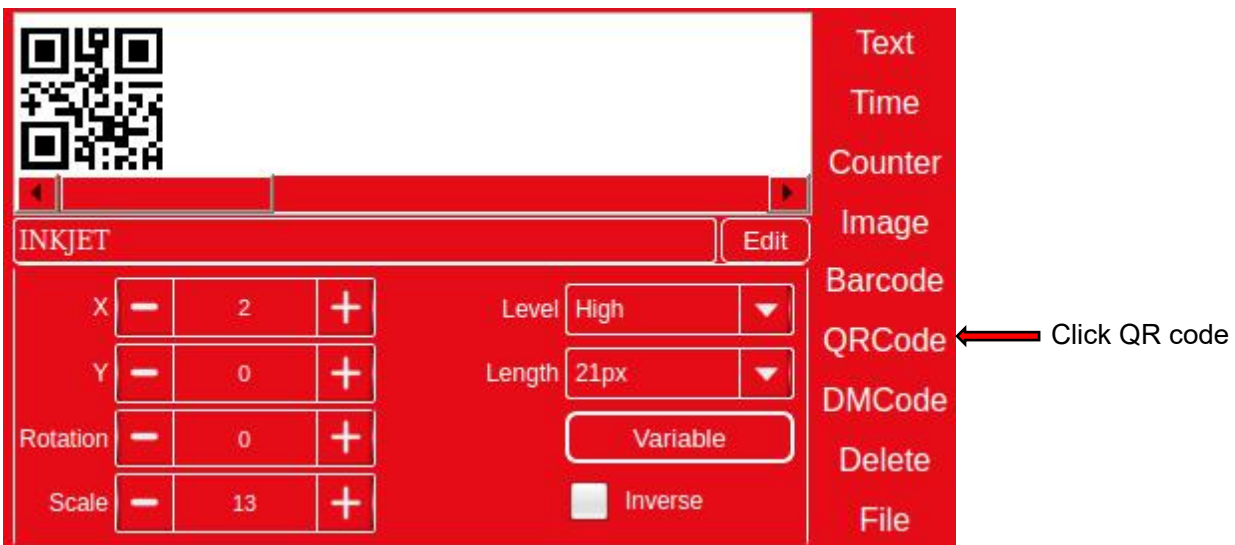 Text
Time
Counter
Image
Barcode
QRCode
DMCode
Delete
File
INKJET
Edit
X 2
Y 0
Rotation 0
Scale 13
Level High
Length 21px
Variable
Inverse
Click QR code